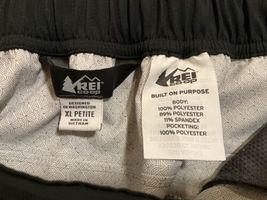 REI
CO·OP
DESIGNED
IN WASHINGTON
XL PETITE
MADE IN
VIETNAM
REI
CO·OP
BUILT ON PURPOSE
BODY:
100% POLYESTER
89% POLYESTER
11% SPANDEX
POCKETING:
100% POLYESTER